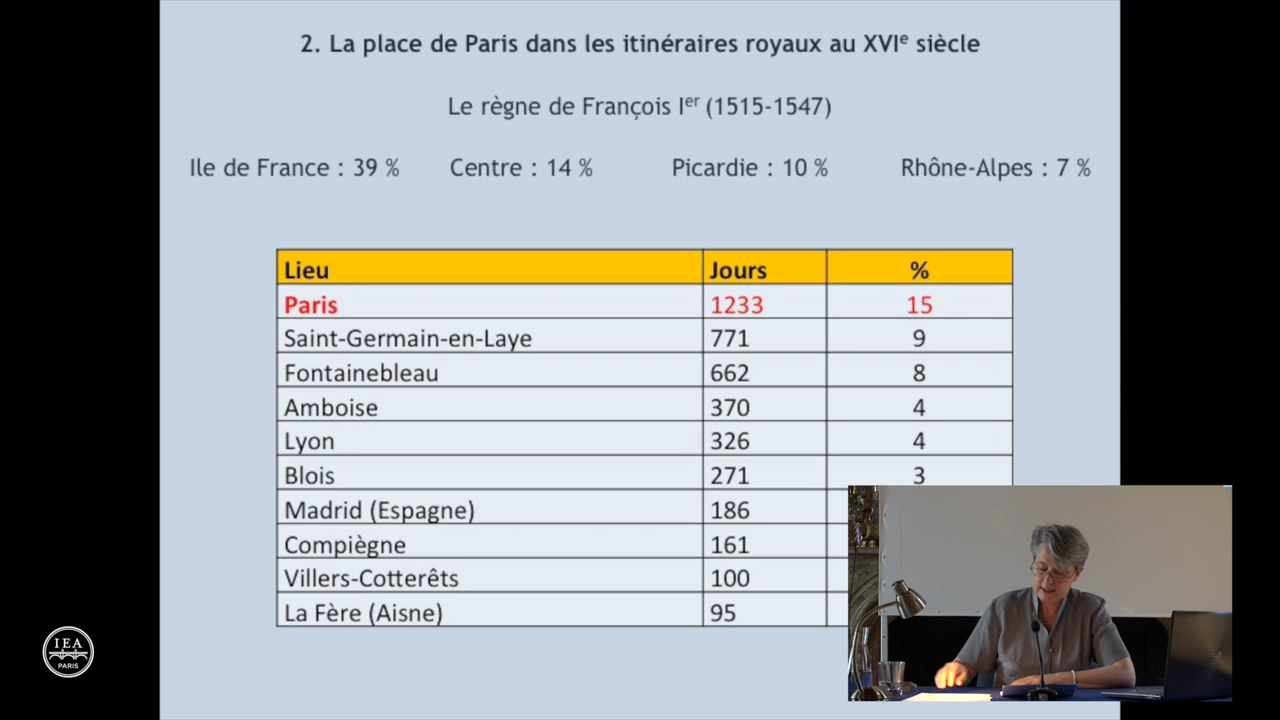 2. La place de Paris dans les itinéraires royaux au XVIe siècle
Le règne de François Ier (1515-1547)
Ile de France : 39 % Centre : 14 % Picardie : 10 % Rhône-Alpes : 7 %
Lieu Jours %
Paris 1233 15
Saint-Germain-en-Laye 771 9
Fontainebleau 662 8
Amboise 370 4
Lyon 326 4
Blois 271 3
Madrid (Espagne) 186
Compiègne 161
Villers-Cotterêts 100
La Fère (Aisne) 95
IEA
PARIS